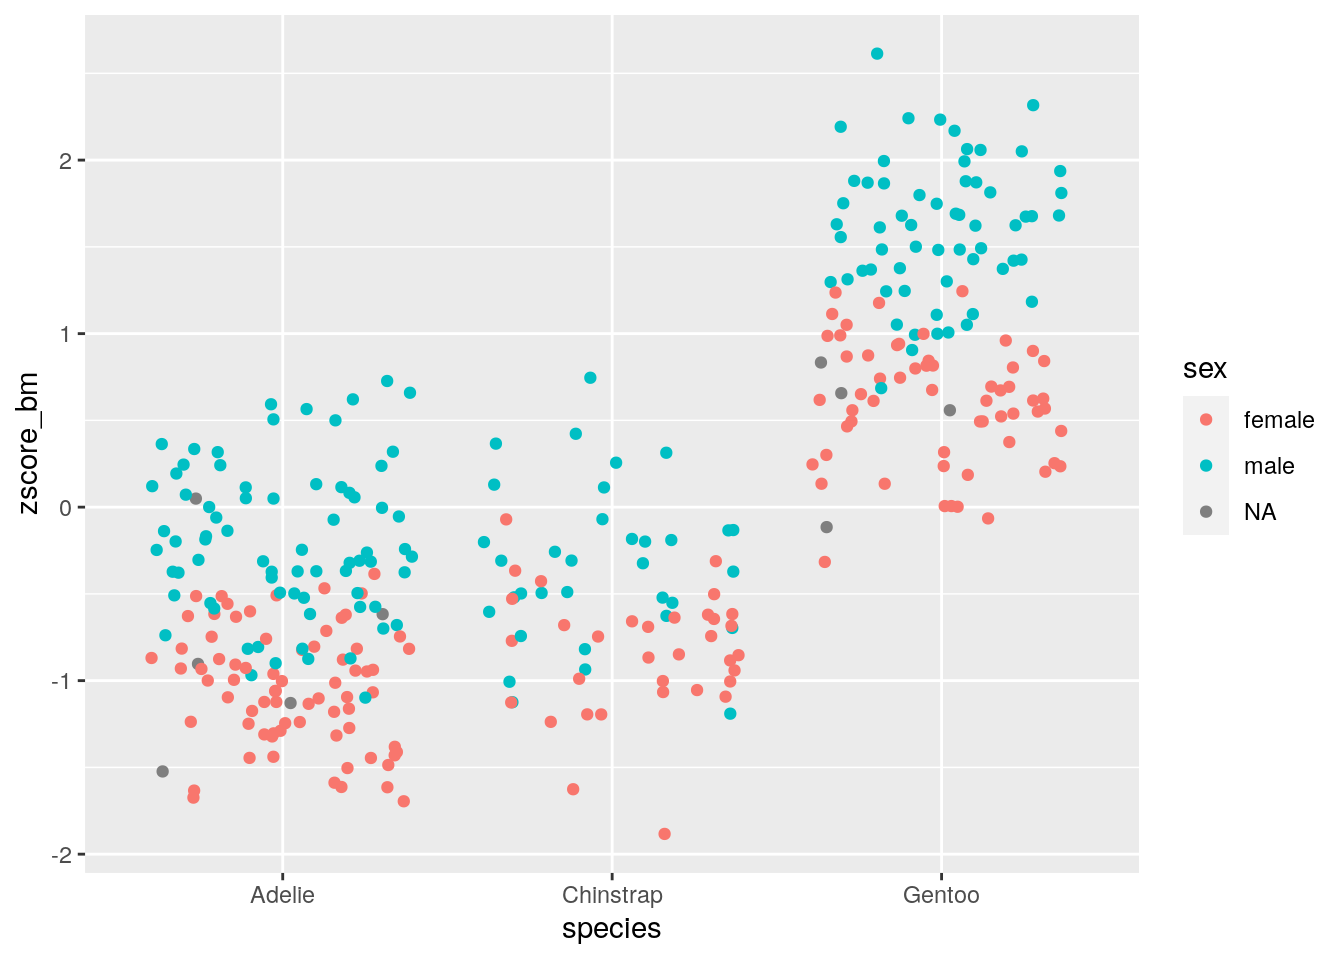 zscore_bm
2
1
0
-1
-2
Adelie
Chinstrap
Gentoo
species
sex
female
male
NA